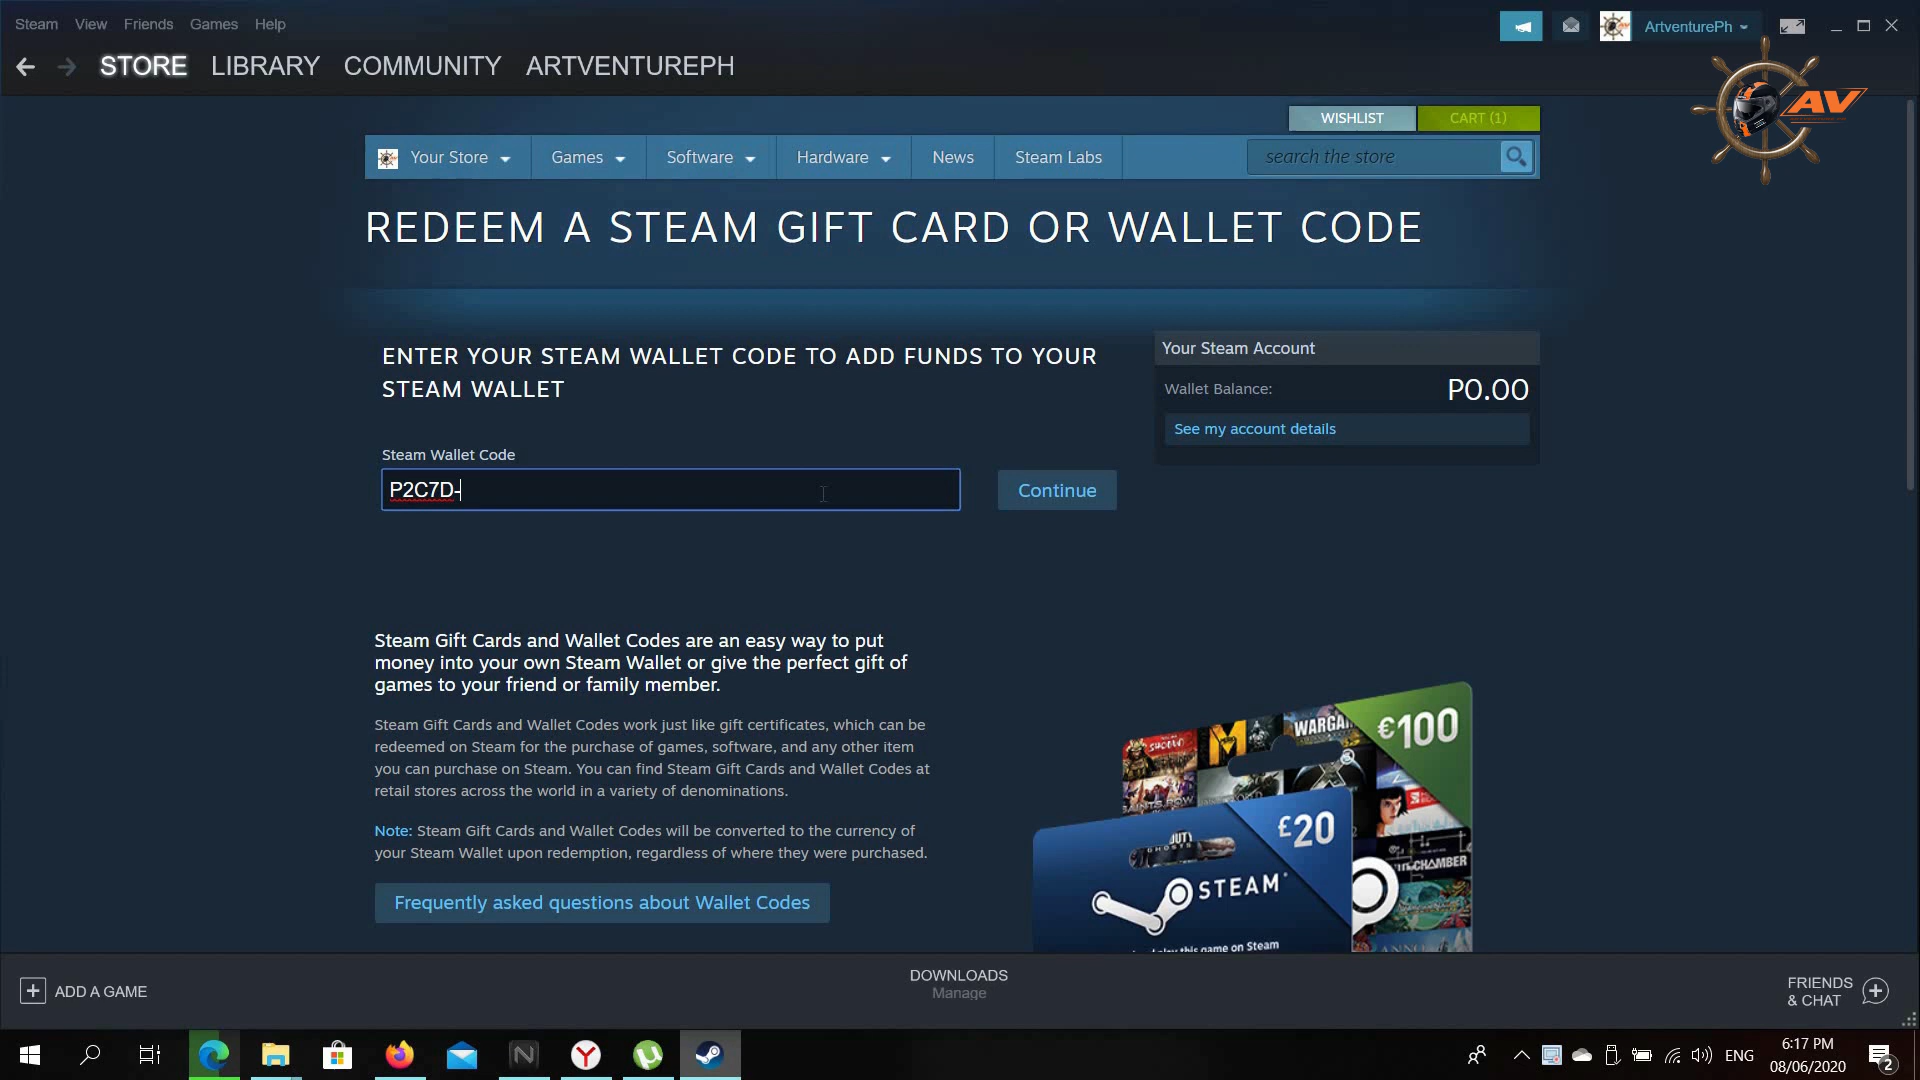 Steam View Friends Games Help
ArtventurePh
STORE LIBRARY COMMUNITY ARTVENTUREPH
AV
WISHLIST CART (1)
Your Store Games Software Hardware News Steam Labs search the store
REDEEM A STEAM GIFT CARD OR WALLET CODE
ENTER YOUR STEAM WALLET CODE TO ADD FUNDS TO YOUR
STEAM WALLET
Your Steam Account
Wallet Balance: P0.00
See my account details
Steam Wallet Code
P2C7D-
Continue
Steam Gift Cards and Wallet Codes are an easy way to put
money into your own Steam Wallet or give the perfect gift of
games to your friend or family member.
Steam Gift Cards and Wallet Codes work just like gift certificates, which can be
redeemed on Steam for the purchase of games, software, and any other item
you can purchase on Steam. You can find Steam Gift Cards and Wallet Codes at
retail stores across the world in a variety of denominations.
Note: Steam Gift Cards and Wallet Codes will be converted to the currency of
your Steam Wallet upon redemption, regardless of where they were purchased.
Frequently asked questions about Wallet Codes
€100
£20
STEAM
play this game on Steam
ADD A GAME
DOWNLOADS
Manage
FRIENDS
& CHAT
ENG
6:17 PM
08/06/2020
2